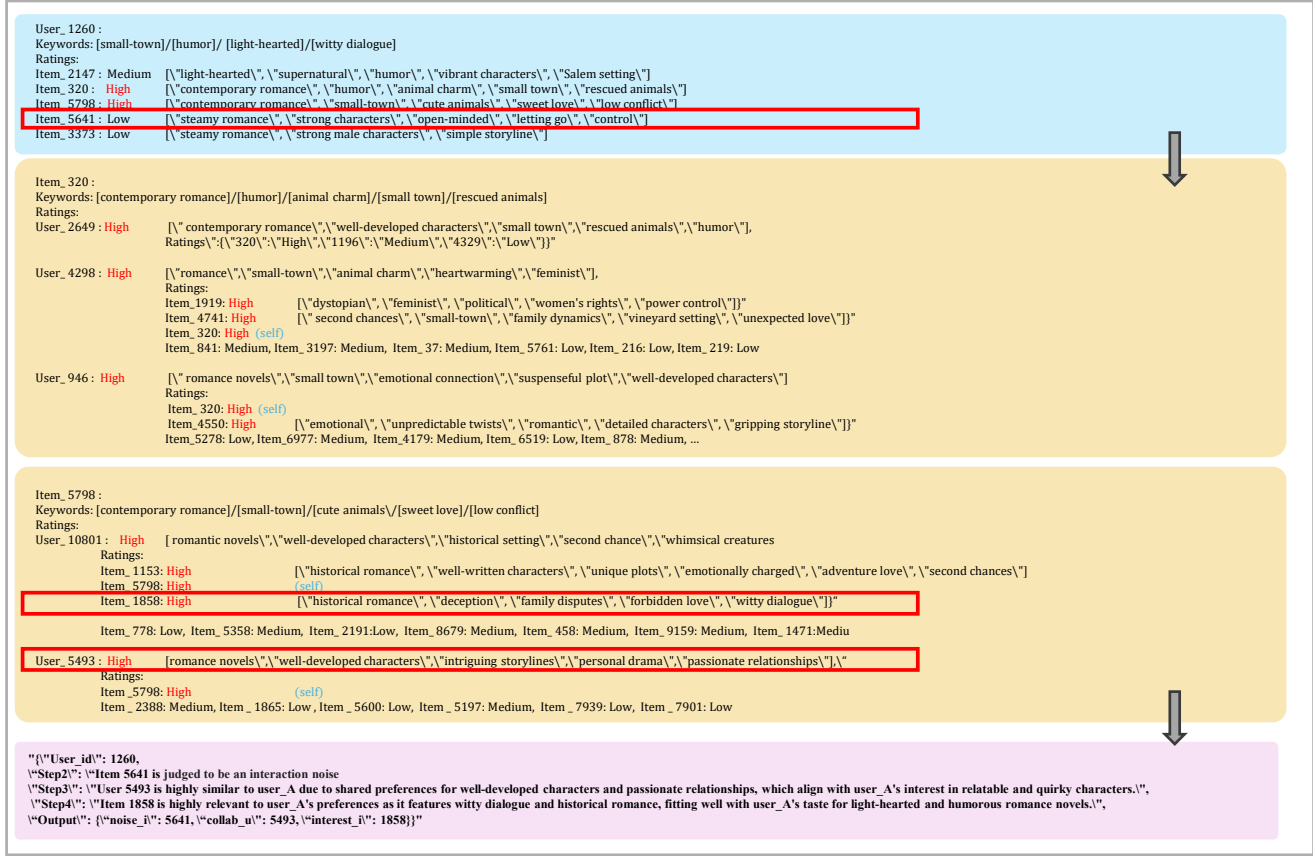 User_ 1260 :
Keywords: [small-town]/[humor]/ [light-hearted]/[witty dialogue]
Ratings:
Item_ 2147 : Medium [\"light-hearted\", \"supernatural\", \"humor\", \"vibrant characters\", \"Salem setting\"]
Item_ 320 : High [\"contemporary romance\", \"humor\", \"animal charm\", \"small town\", \"rescued animals\"]
Item_ 5798 : High [\"contemporary romance\", \"small-town\", \"cute animals\", \"sweet love\", \"low conflict\"]
Item_ 5641 : Low [\"steamy romance\", \"strong characters\", \"open-minded\", \"letting go\", \"control\"]
Item_ 3373 : Low [\"steamy romance\", \"strong male characters\", \"simple storyline\"]
Item_ 320 :
Keywords: [contemporary romance]/[humor]/[animal charm]/[small town]/[rescued animals]
Ratings:
User_ 2649 : High [\" contemporary romance\",\"well-developed characters\",\"small town\",\"rescued animals\",\"humor\"],
Ratings\":{\"320\":\"High\",\"1196\":\"Medium\",\"4329\":\"Low\"}}"
User_ 4298 : High [\"romance\",\"small-town\",\"animal charm\",\"heartwarming\",\"feminist\"],
Ratings:
Item_1919: High [\"dystopian\", \"feminist\", \"political\", \"women's rights\", \"power control\"]}"
Item_ 4741: High [\" second chances\", \"small-town\", \"family dynamics\", \"vineyard setting\", \"unexpected love\"]}"
Item_ 320: High (self)
Item_ 841: Medium, Item_ 3197: Medium, Item_ 37: Medium, Item_ 5761: Low, Item_ 216: Low, Item_ 219: Low
User_ 946 : High [\" romance novels\",\"small town\",\"emotional connection\",\"suspenseful plot\",\"well-developed characters\"]
Ratings:
Item_ 320: High (self)
Item_4550: High [\"emotional\", \"unpredictable twists\", \"romantic\", \"detailed characters\", \"gripping storyline\"]}"
Item_5278: Low, Item_6977: Medium, Item_4179: Medium, Item_ 6519: Low, Item_ 878: Medium, ...
Item_ 5798 :
Keywords: [contemporary romance]/[small-town]/[cute animals\/[sweet love]/[low conflict]
Ratings:
User_ 10801 : High [ romantic novels\",\"well-developed characters\",\"historical setting\",\"second chance\",\"whimsical creatures
Ratings:
Item_ 1153: High [\"historical romance\", \"well-written characters\", \"unique plots\", \"emotionally charged\", \"adventure love\", \"second chances\"]
Item_ 5798: High (self)
Item_ 1858: High [\"historical romance\", \"deception\", \"family disputes\", \"forbidden love\", \"witty dialogue\"]}“
Item_ 778: Low, Item_ 5358: Medium, Item_ 2191:Low, Item_ 8679: Medium, Item_ 458: Medium, Item_ 9159: Medium, Item_ 1471:Mediu
User_ 5493 : High [romance novels\",\"well-developed characters\",\"intriguing storylines\",\"personal drama\",\"passionate relationships\"],\“
Ratings:
Item _5798: High (self)
Item _ 2388: Medium, Item _ 1865: Low , Item _ 5600: Low, Item _ 5197: Medium, Item _ 7939: Low, Item _ 7901: Low
"{\"User_id\": 1260,
\“Step2\”: \“Item 5641 is judged to be an interaction noise
\"Step3\": \"User 5493 is highly similar to user_A due to shared preferences for well-developed characters and passionate relationships, which align with user_A's interest in relatable and quirky characters.\",
\"Step4\": \"Item 1858 is highly relevant to user_A's preferences as it features witty dialogue and historical romance, fitting well with user_A's taste for light-hearted and humorous romance novels.\",
\“Output\": {\“noise_i\": 5641, \“collab_u\": 5493, \“interest_i\": 1858}}"